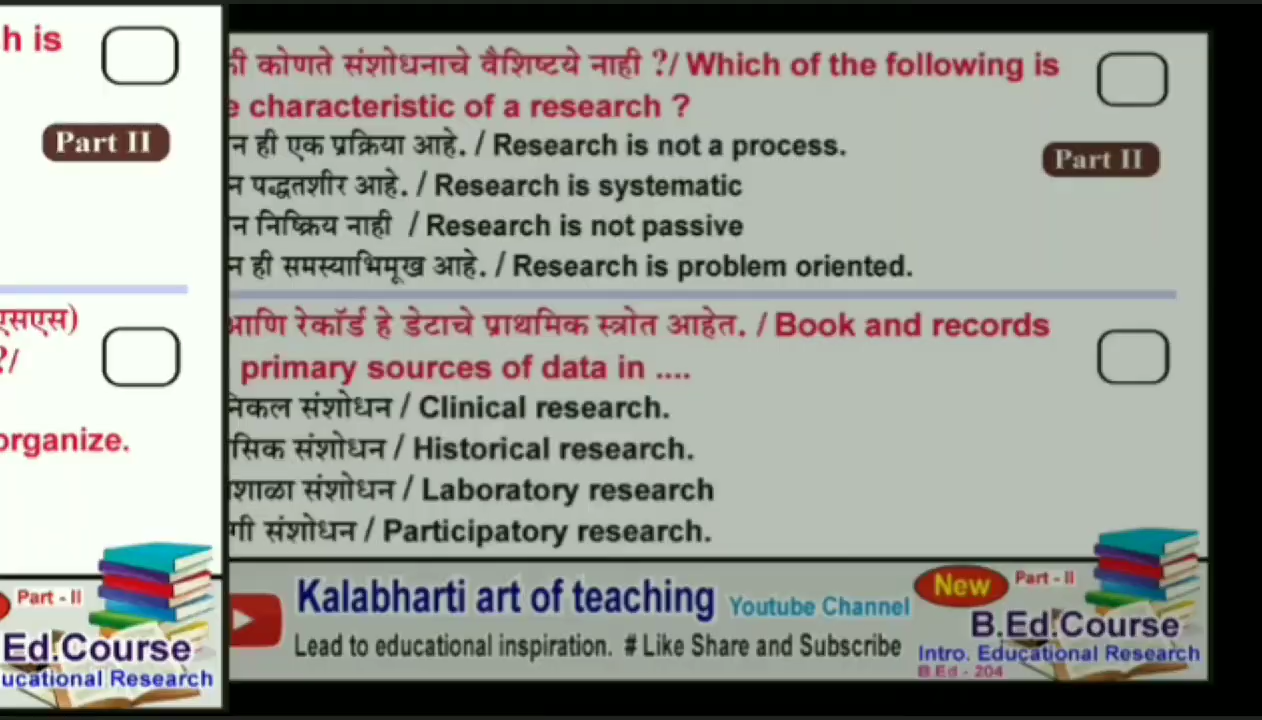 h is
Part II
एसएस)
?/
organize.
Part - II
Ed.Course
ucational Research
कोणते संशोधनाचे वैशिष्टये नाही ?/ Which of the following is
characteristic of a research ?
न ही एक प्रक्रिया आहे. / Research is not a process.
Part II
न पद्धतशीर आहे. / Research is systematic
न निष्क्रिय नाही / Research is not passive
न ही समस्याभिमूख आहे. / Research is problem oriented.
आणि रेकॉर्ड हे डेटाचे प्राथमिक स्त्रोत आहेत. / Book and records
primary sources of data in ....
निकल संशोधन / Clinical research.
सिक संशोधन / Historical research.
शाळा संशोधन / Laboratory research
गी संशोधन / Participatory research.
Kalabharti art of teaching Youtube Channel
Lead to educational inspiration. # Like Share and Subscribe
New Part - II
B.Ed.Course
Intro. Educational Research
B.Ed - 204